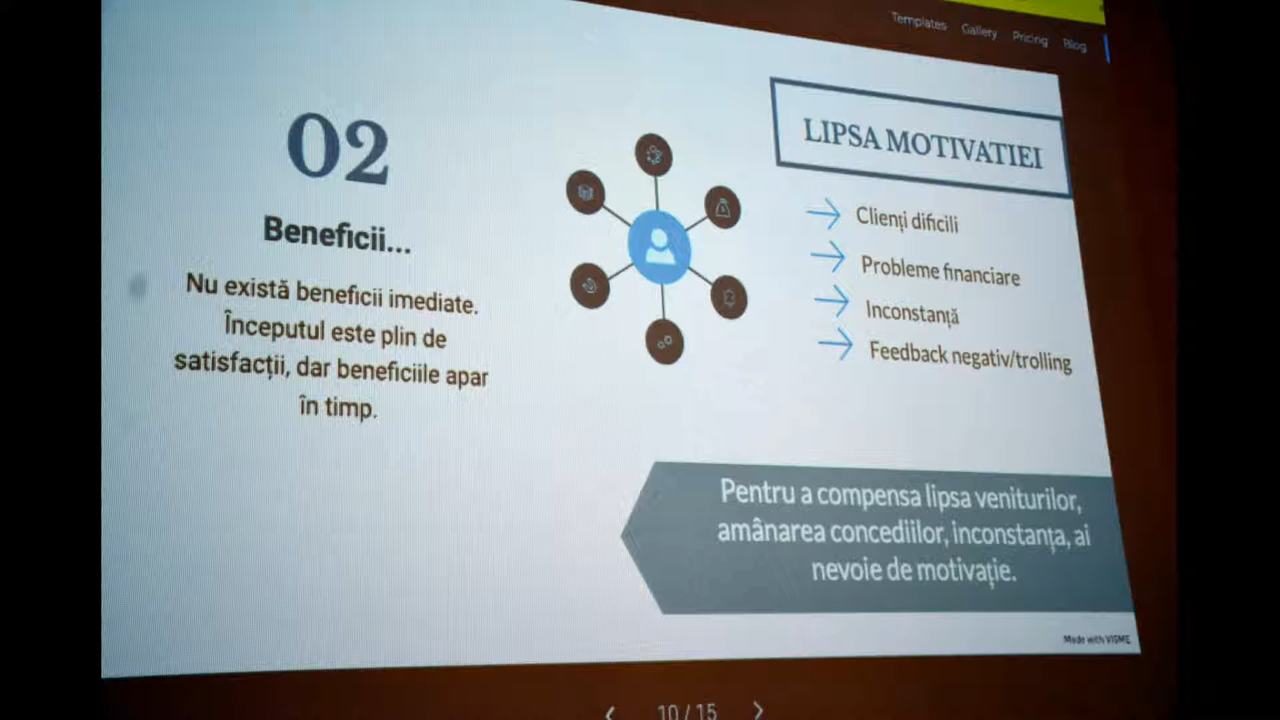 Templates Gallery Pricing Blog
02
Beneficii...
Nu există beneficii imediate.
Începutul este plin de
satisfacții, dar beneficiile apar
în timp.
LIPSA MOTIVATIEI
Clienți dificili
Probleme financiare
Inconstanță
Feedback negativ/trolling
Pentru a compensa lipsa veniturilor,
amânarea concediilor, inconstanța, ai
nevoie de motivație.
Made with VISME
10 / 15